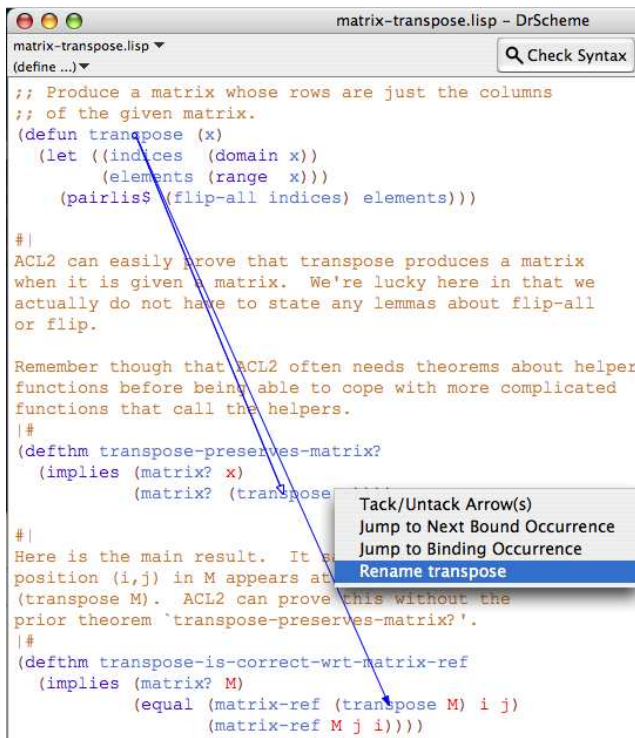 matrix-transpose.lisp – DrScheme
matrix-transpose.lisp
(define ...)
Check Syntax
;; Produce a matrix whose rows are just the columns
;; of the given matrix.
(defun transpose (x)
(let ((indices (domain x))
(elements (range x)))
(pairlis$ (flip-all indices) elements)))
#|
ACL2 can easily prove that transpose produces a matrix
when it is given a matrix. We're lucky here in that we
actually do not have to state any lemmas about flip-all
or flip.
Remember though that ACL2 often needs theorems about helper
functions before being able to cope with more complicated
functions that call the helpers.
|#
(defthm transpose-preserves-matrix?
(implies (matrix? x)
(matrix? (transpose
Tack/Untack Arrow(s)
Jump to Next Bound Occurrence
Jump to Binding Occurrence
Rename transpose
#|
Here is the main result. It
position (i,j) in M appears at
(transpose M). ACL2 can prove this without the
prior theorem `transpose-preserves-matrix?'.
|#
(defthm transpose-is-correct-wrt-matrix-ref
(implies (matrix? M)
(equal (matrix-ref (transpose M) i j)
(matrix-ref M j i))))